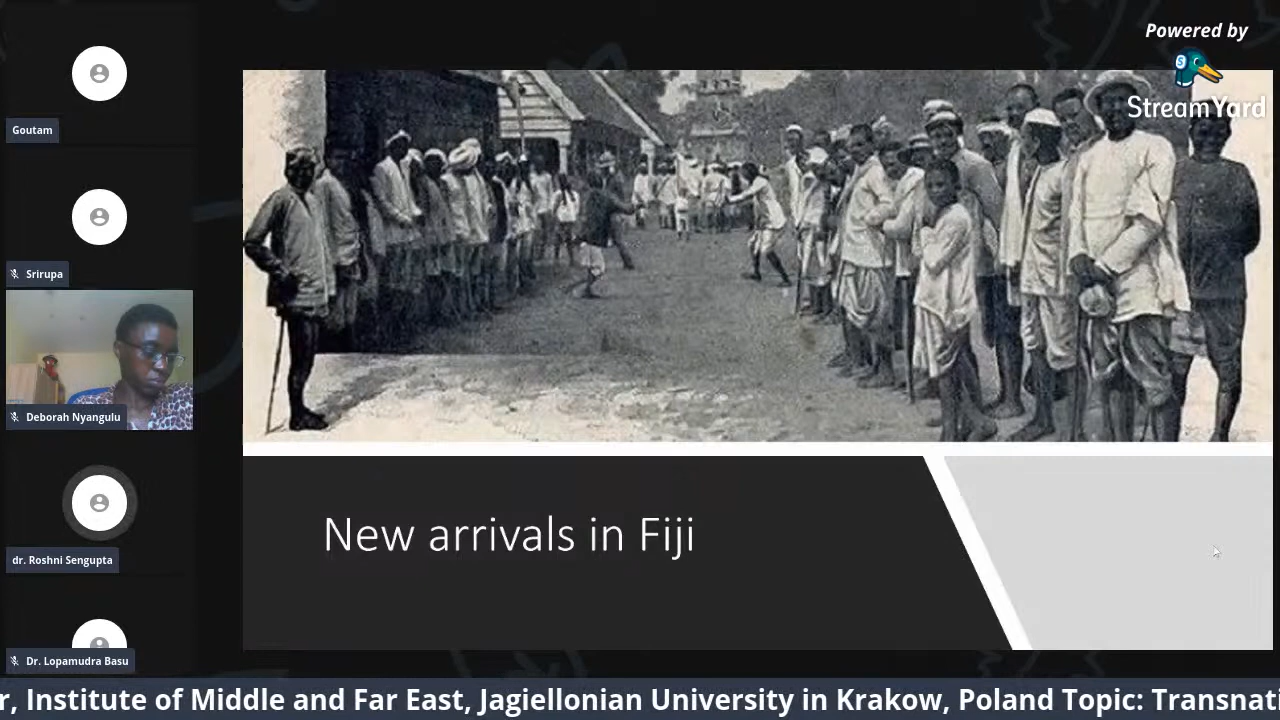 Powered by
StreamYard
Goutam
Srirupa
Deborah Nyangulu
dr. Roshni Sengupta
Dr. Lopamudra Basu
New arrivals in Fiji
r, Institute of Middle and Far East, Jagiellonian University in Krakow, Poland Topic: Transnati